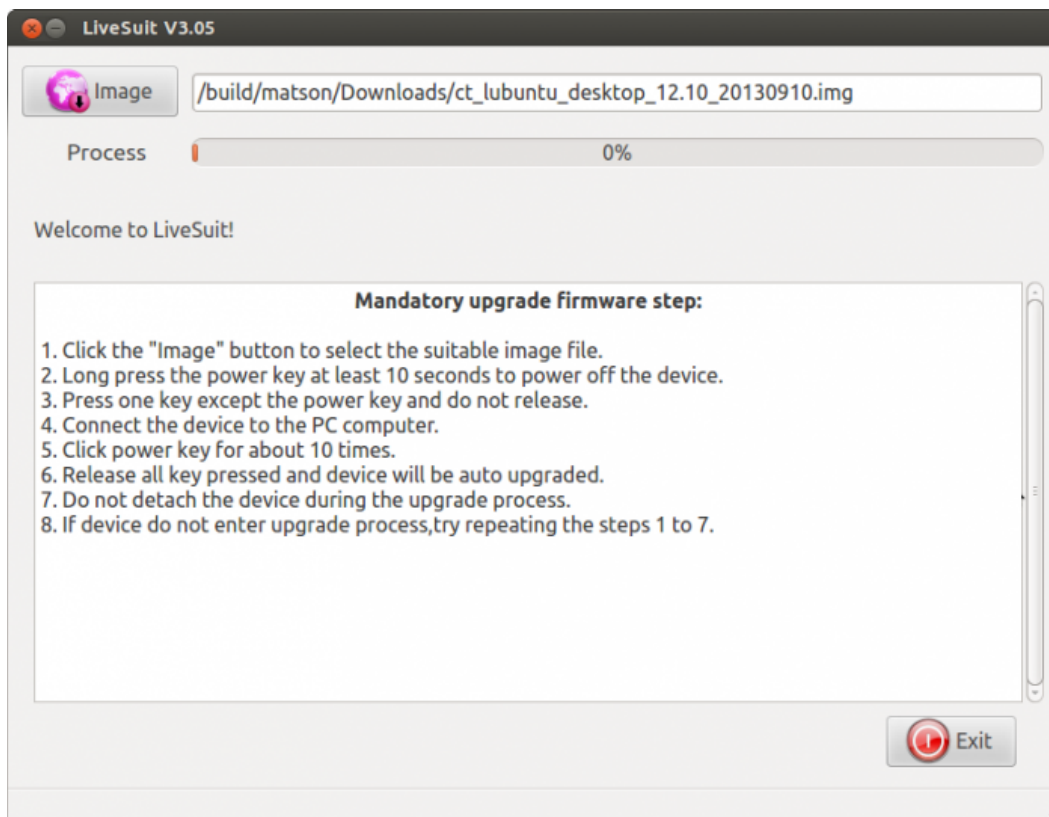 LiveSuit V3.05
Image
/build/matson/Downloads/ct_lubuntu_desktop_12.10_20130910.img
Process
0%
Welcome to LiveSuit!
Mandatory upgrade firmware step:
1. Click the "Image" button to select the suitable image file.
2. Long press the power key at least 10 seconds to power off the device.
3. Press one key except the power key and do not release.
4. Connect the device to the PC computer.
5. Click power key for about 10 times.
6. Release all key pressed and device will be auto upgraded.
7. Do not detach the device during the upgrade process.
8. If device do not enter upgrade process,try repeating the steps 1 to 7.
Exit